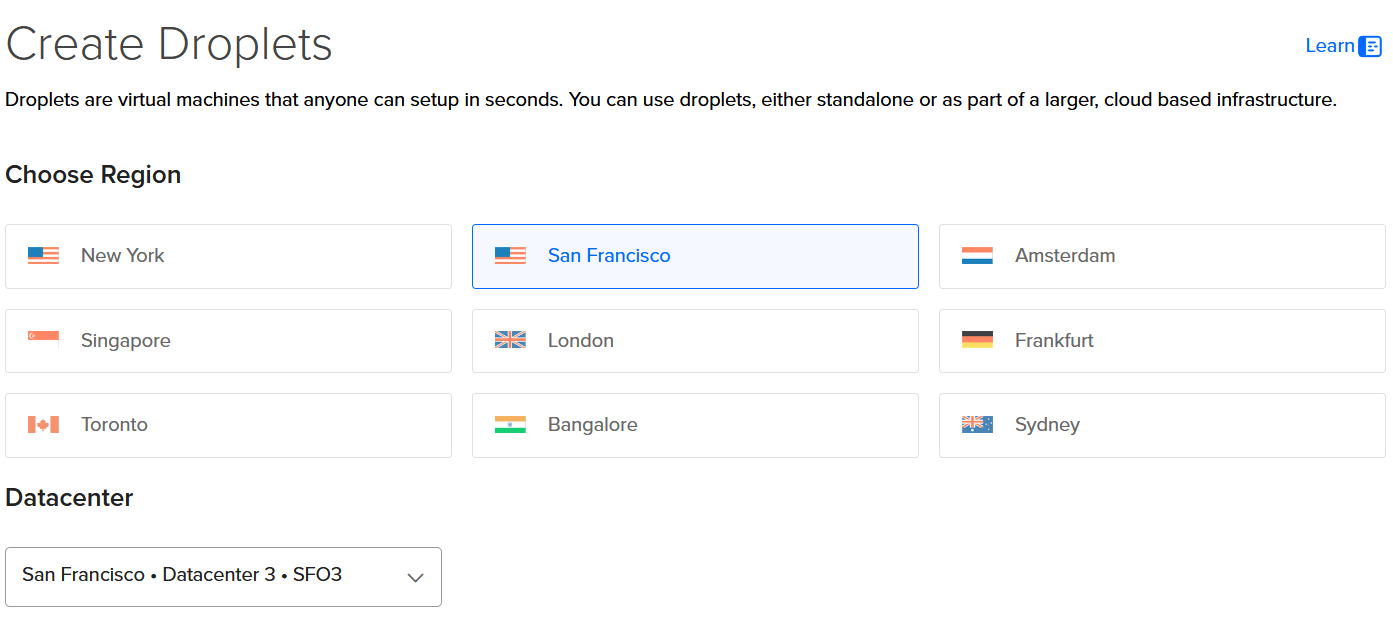 Create Droplets
Learn
Droplets are virtual machines that anyone can setup in seconds. You can use droplets, either standalone or as part of a larger, cloud based infrastructure.
Choose Region
New York
San Francisco
Amsterdam
Singapore
London
Frankfurt
Toronto
Bangalore
Sydney
Datacenter
San Francisco • Datacenter 3 • SFO3